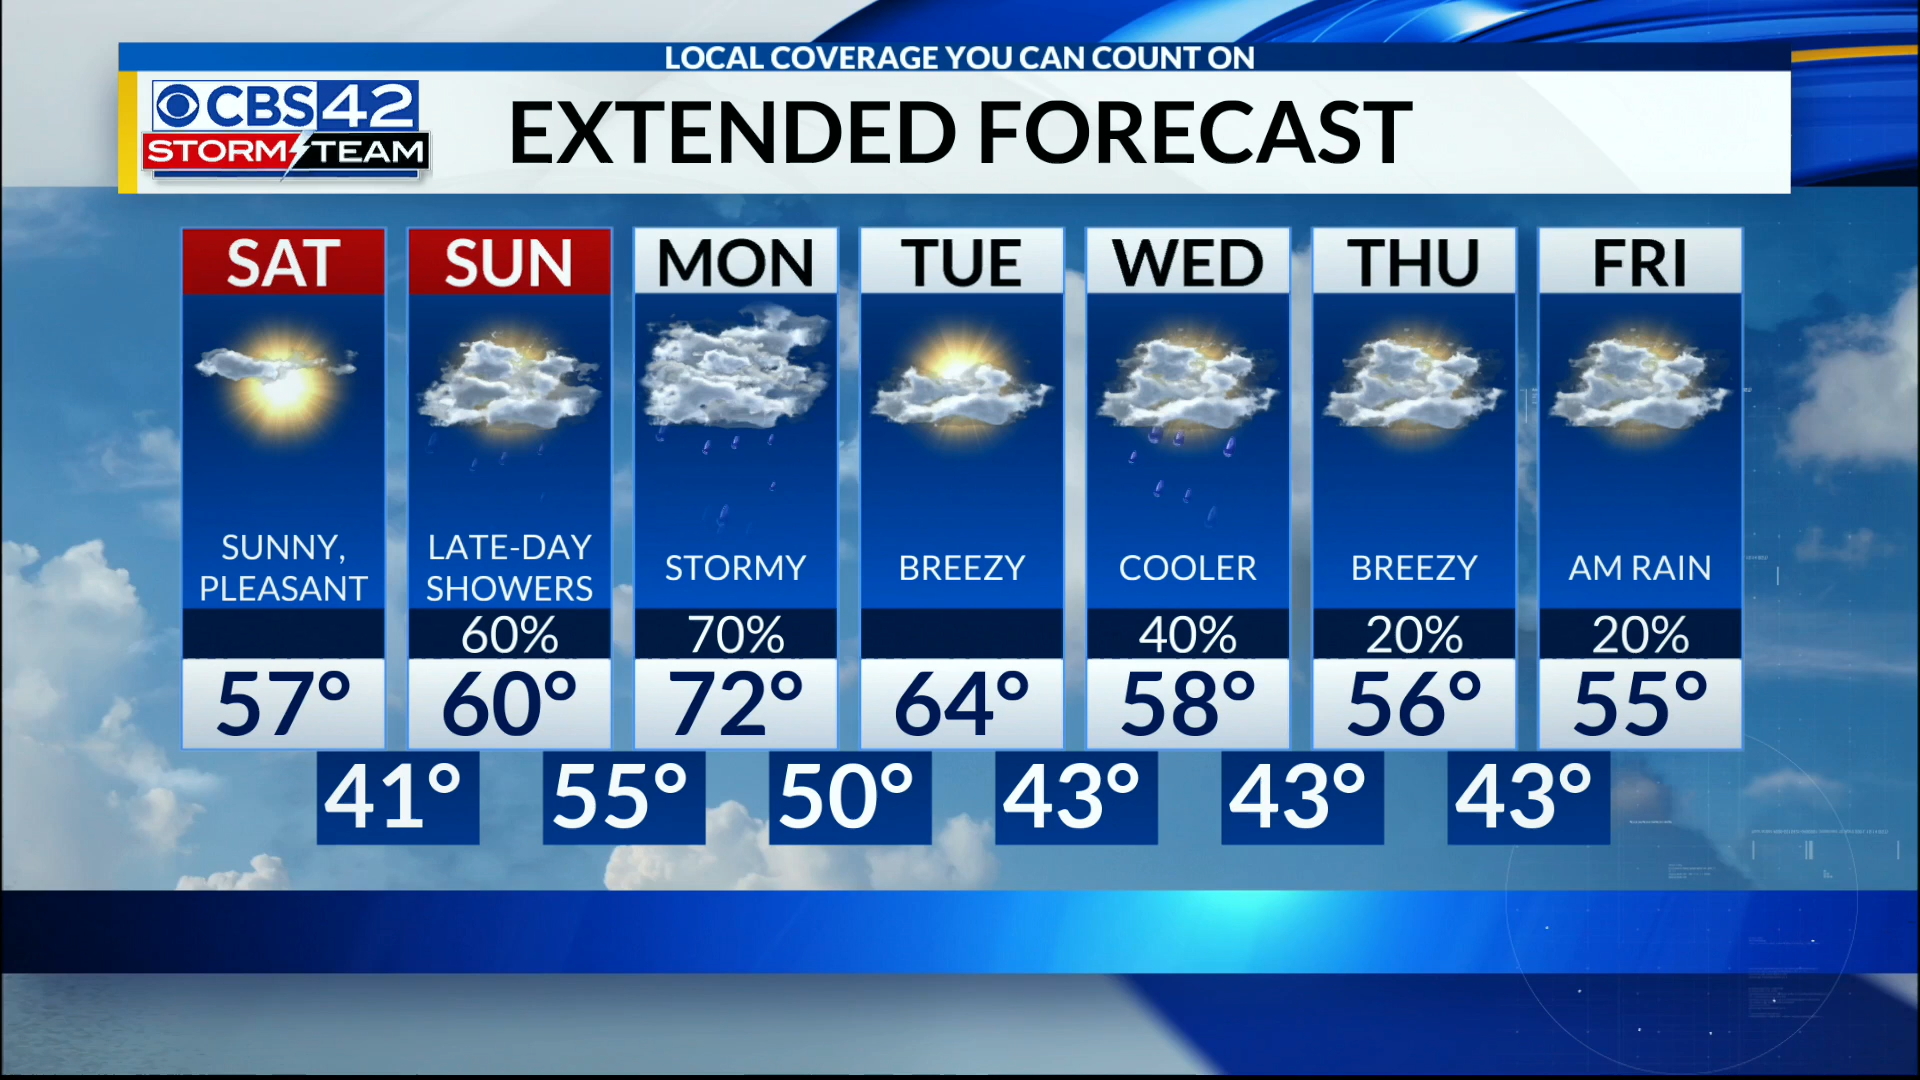 LOCAL COVERAGE YOU CAN COUNT ON
CBS 42
STORM TEAM
EXTENDED FORECAST
SAT SUN MON TUE WED THU FRI
SUNNY,
PLEASANT
LATE-DAY
SHOWERS
STORMY
BREEZY
COOLER
BREEZY
AM RAIN
60% 70% 40% 20% 20%
57° 60° 72° 64° 58° 56° 55°
41° 55° 50° 43° 43° 43°